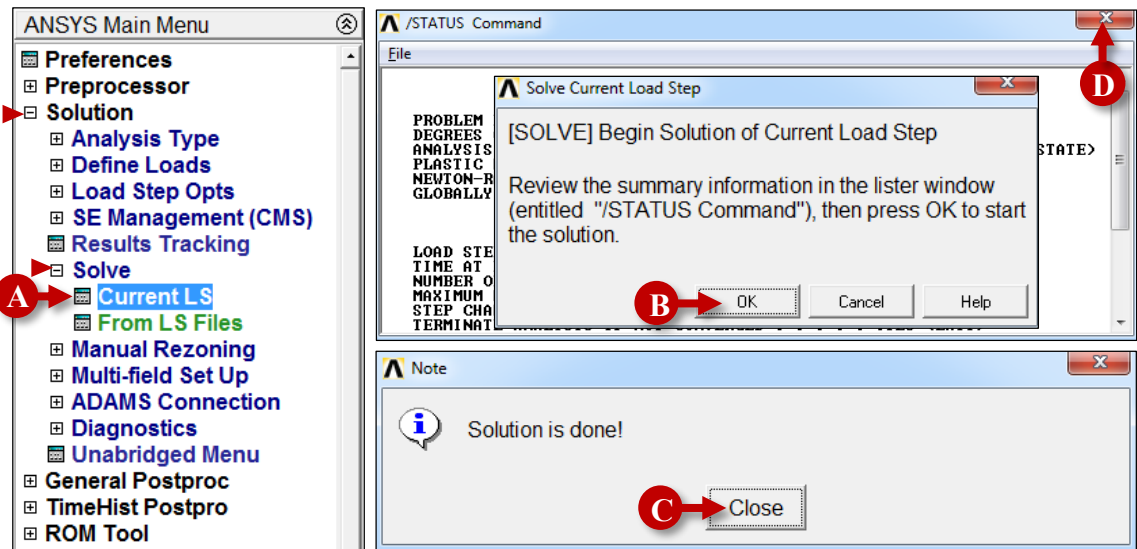 ANSYS Main Menu
Preferences
Preprocessor
Solution
Analysis Type
Define Loads
Load Step Opts
SE Management (CMS)
Results Tracking
Solve
A
Current LS
From LS Files
Manual Rezoning
Multi-field Set Up
ADAMS Connection
Diagnostics
Unabridged Menu
General Postproc
TimeHist Postpro
ROM Tool
/STATUS Command
D
File
PROBLEM
DEGREES
ANALYSIS
STATE>
PLASTIC
NEWTON-R
GLOBALLY
LOAD STE
TIME AT
NUMBER O
MAXIMUM
STEP CHA
TERMINAT
Solve Current Load Step
[SOLVE] Begin Solution of Current Load Step
Review the summary information in the lister window
(entitled "/STATUS Command"), then press OK to start
the solution.
B
OK Cancel Help
Note
Solution is done!
C
Close